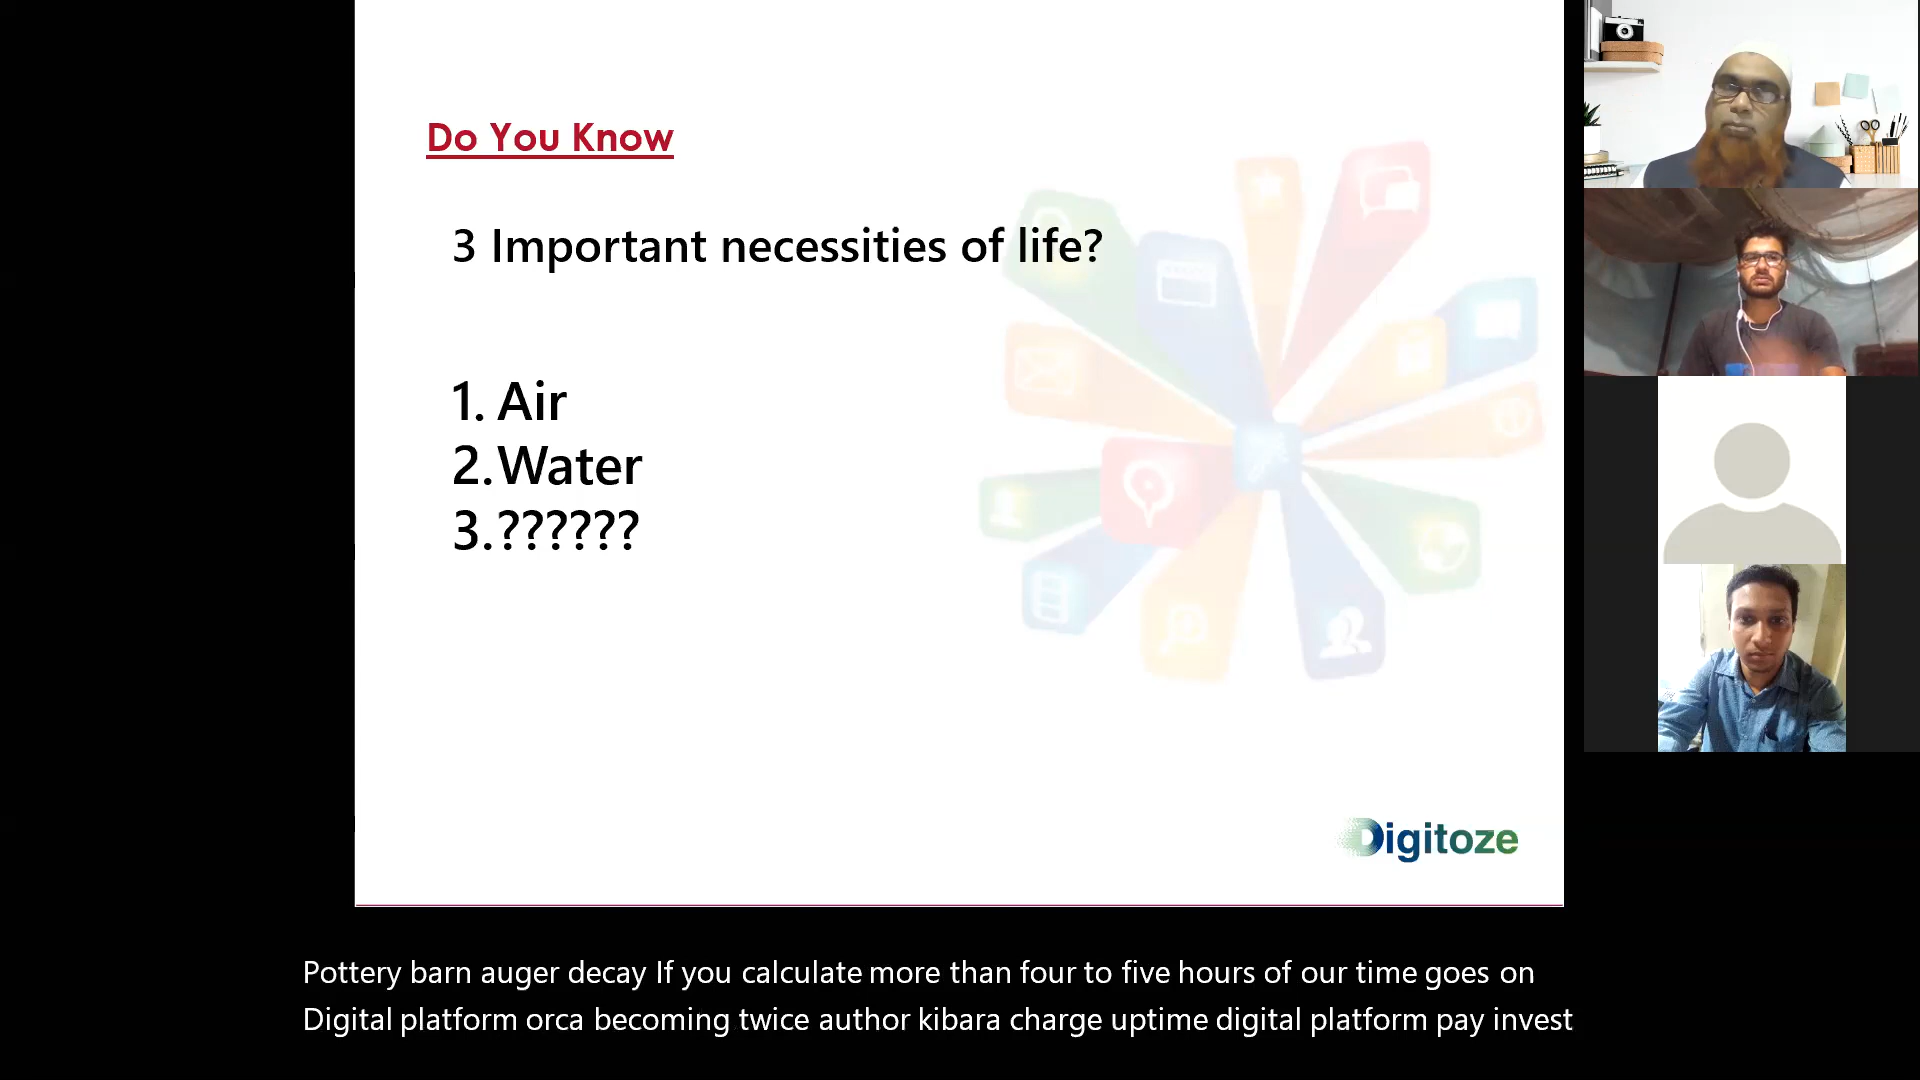 Do You Know
3 Important necessities of life?
1. Air
2. Water
3. ??????
Digitoze
Pottery barn auger decay If you calculate more than four to five hours of our time goes on
Digital platform orca becoming twice author kibara charge uptime digital platform pay invest